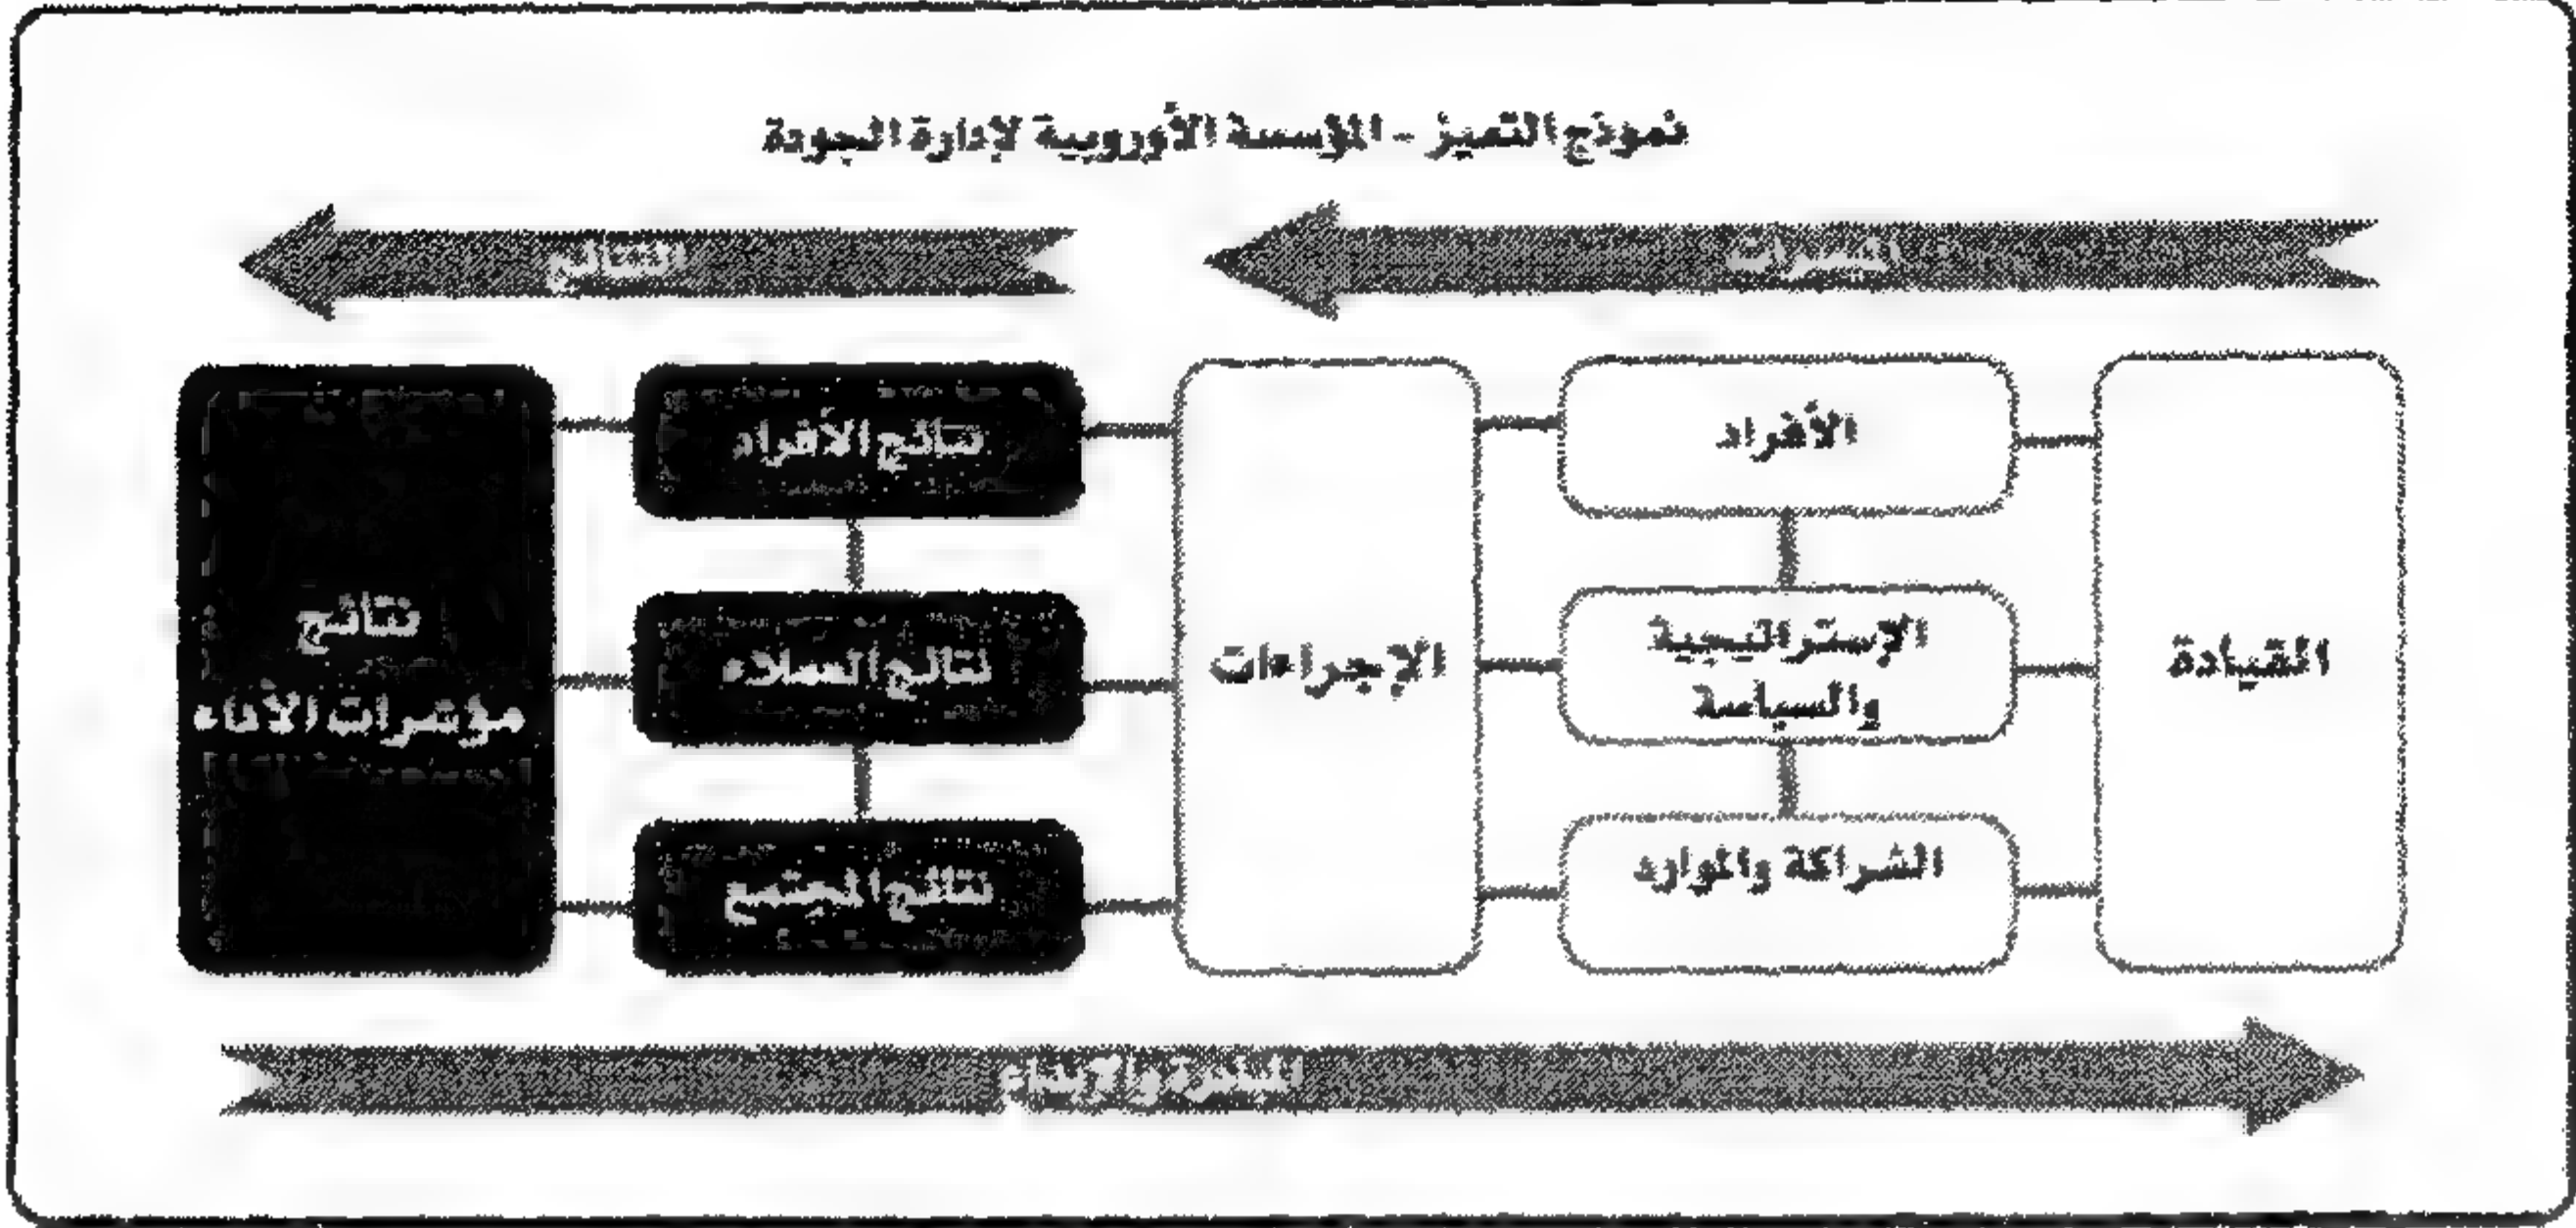 نموذج التميز - المؤسسة الأوروبية لإدارة الجودة
النتائج
القيادة
الأفراد
الإستراتيجية
والسياسة
الشراكة والموارد
الإجراءات
نتائج الأفراد
نتائج العملاء
نتائج المجتمع
نتائج
مؤشرات الأداء